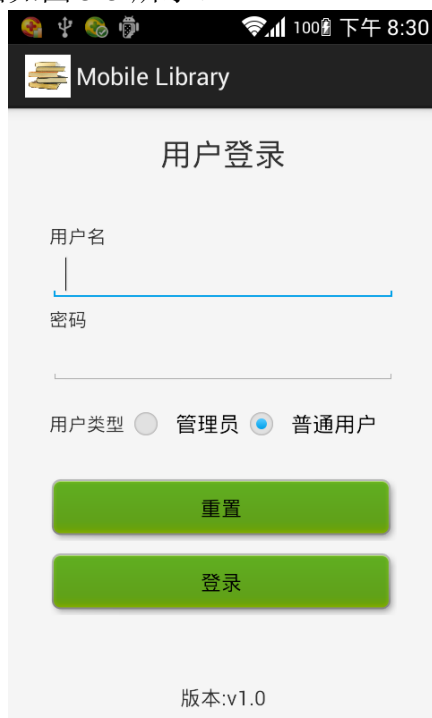 100 下午 8:30
Mobile Library
用户登录
用户名
密码
用户类型 管理员 普通用户
重置
登录
版本:v1.0